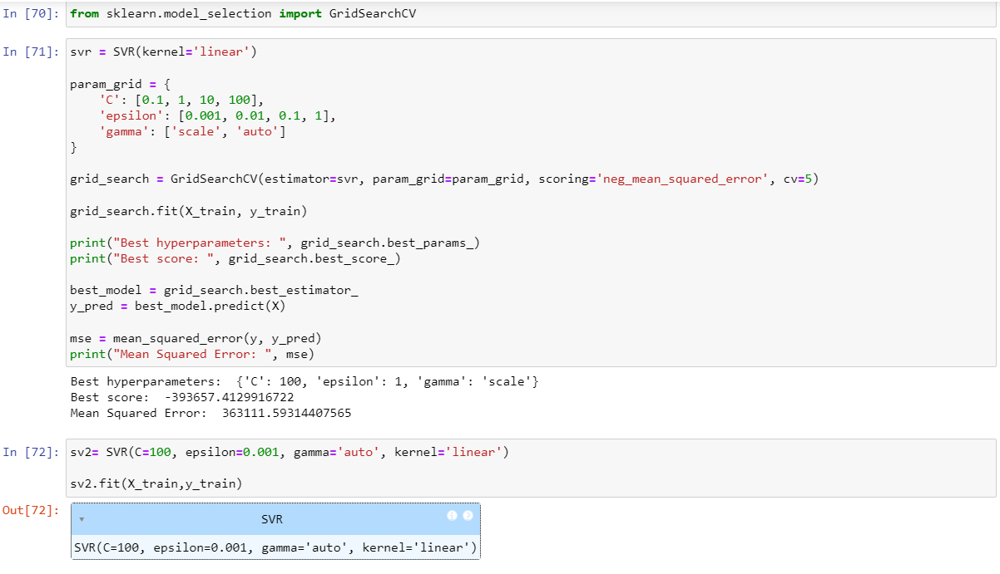 In [70]: from sklearn.model_selection import GridSearchCV
In [71]: svr = SVR(kernel='linear')
param_grid = {
    'C': [0.1, 1, 10, 100],
    'epsilon': [0.001, 0.01, 0.1, 1],
    'gamma': ['scale', 'auto']
}
grid_search = GridSearchCV(estimator=svr, param_grid=param_grid, scoring='neg_mean_squared_error', cv=5)
grid_search.fit(X_train, y_train)
print("Best hyperparameters: ", grid_search.best_params_)
print("Best score: ", grid_search.best_score_)
best_model = grid_search.best_estimator_
y_pred = best_model.predict(X)
mse = mean_squared_error(y, y_pred)
print("Mean Squared Error: ", mse)
Best hyperparameters:  {'C': 100, 'epsilon': 1, 'gamma': 'scale'}
Best score:  -393657.4129916722
Mean Squared Error:  363111.59314407565
In [72]: sv2= SVR(C=100, epsilon=0.001, gamma='auto', kernel='linear')
sv2.fit(X_train,y_train)
Out[72]:
▾ SVR i ?
SVR(C=100, epsilon=0.001, gamma='auto', kernel='linear')